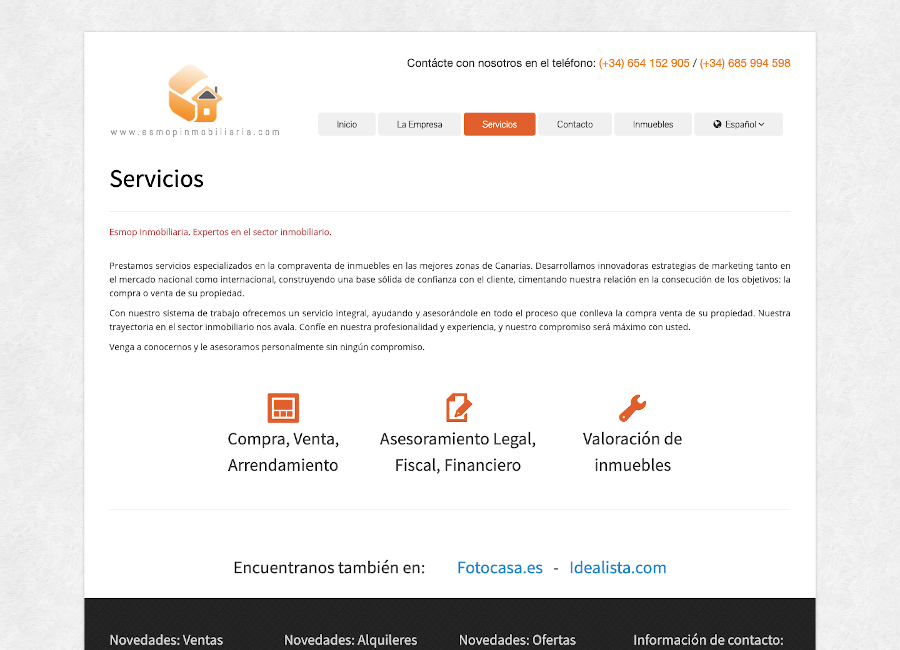 Contácte con nosotros en el teléfono: (+34) 654 152 905 / (+34) 685 994 598
www.esmopinmobiliaria.com
Inicio
La Empresa
Servicios
Contacto
Inmuebles
Español
Servicios
Esmop Inmobiliaria. Expertos en el sector inmobiliario.
Prestamos servicios especializados en la compraventa de inmuebles en las mejores zonas de Canarias. Desarrollamos innovadoras estrategias de marketing tanto en
el mercado nacional como internacional, construyendo una base sólida de confianza con el cliente, cimentando nuestra relación en la consecución de los objetivos: la
compra o venta de su propiedad.
Con nuestro sistema de trabajo ofrecemos un servicio integral, ayudando y asesorándole en todo el proceso que conlleva la compra venta de su propiedad. Nuestra
trayectoria en el sector inmobiliario nos avala. Confíe en nuestra profesionalidad y experiencia, y nuestro compromiso será máximo con usted.
Venga a conocernos y le asesoramos personalmente sin ningún compromiso.
Compra, Venta,
Arrendamiento
Asesoramiento Legal,
Fiscal, Financiero
Valoración de
inmuebles
Encuentranos también en: Fotocasa.es - Idealista.com
Novedades: Ventas
Novedades: Alquileres
Novedades: Ofertas
Información de contacto: